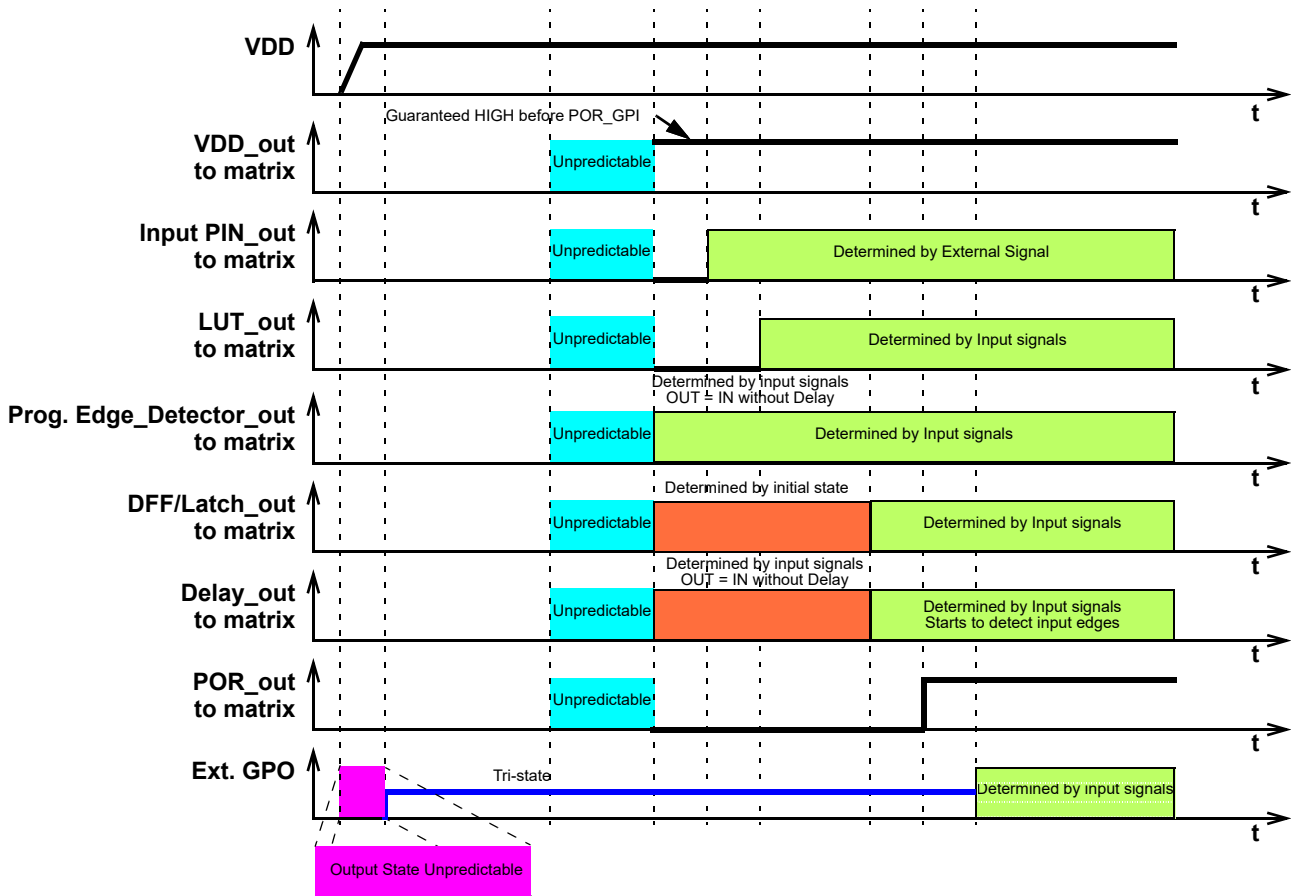 VDD
t
Guaranteed HIGH before POR_GPI
VDD_out
to matrix
Unpredictable
t
Input PIN_out
to matrix
Unpredictable
Determined by External Signal
t
LUT_out
to matrix
Unpredictable
Determined by Input signals
t
Determined by input signals
OUT = IN without Delay
Prog. Edge_Detector_out
to matrix
Unpredictable
Determined by Input signals
t
Determined by initial state
DFF/Latch_out
to matrix
Unpredictable
Determined by Input signals
t
Determined by input signals
OUT = IN without Delay
Delay_out
to matrix
Unpredictable
Determined by Input signals
Starts to detect input edges
t
POR_out
to matrix
Unpredictable
t
Ext. GPO
Tri-state
Determined by input signals
t
Output State Unpredictable